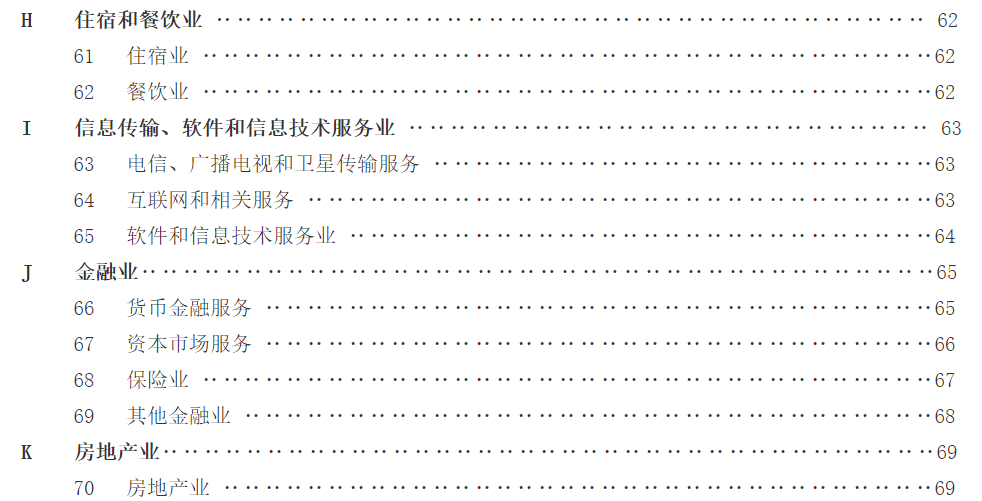 H 住宿和餐饮业 ································ 62
61 住宿业 ································62
62 餐饮业 ································62
I 信息传输、软件和信息技术服务业 ································ 63
63 电信、广播电视和卫星传输服务 ································63
64 互联网和相关服务 ································63
65 软件和信息技术服务业 ································64
J 金融业································65
66 货币金融服务 ································65
67 资本市场服务 ································66
68 保险业 ································67
69 其他金融业 ································68
K 房地产业································69
70 房地产业 ································69